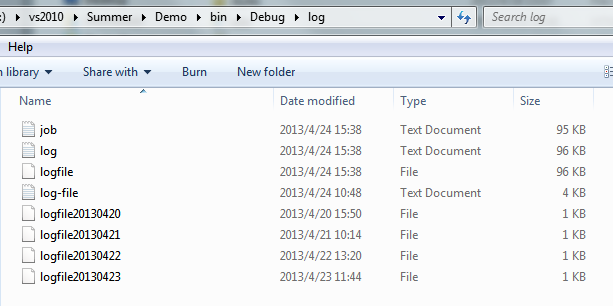 :) ▸ vs2010 ▸ Summer ▸ Demo ▸ bin ▸ Debug ▸ log Search log
Help
library ▾ Share with ▾ Burn New folder
Name Date modified Type Size
job 2013/4/24 15:38 Text Document 95 KB
log 2013/4/24 15:38 Text Document 96 KB
logfile 2013/4/24 15:38 File 96 KB
log-file 2013/4/24 10:48 Text Document 4 KB
logfile20130420 2013/4/20 15:50 File 1 KB
logfile20130421 2013/4/21 10:14 File 1 KB
logfile20130422 2013/4/22 13:20 File 1 KB
logfile20130423 2013/4/23 11:44 File 1 KB